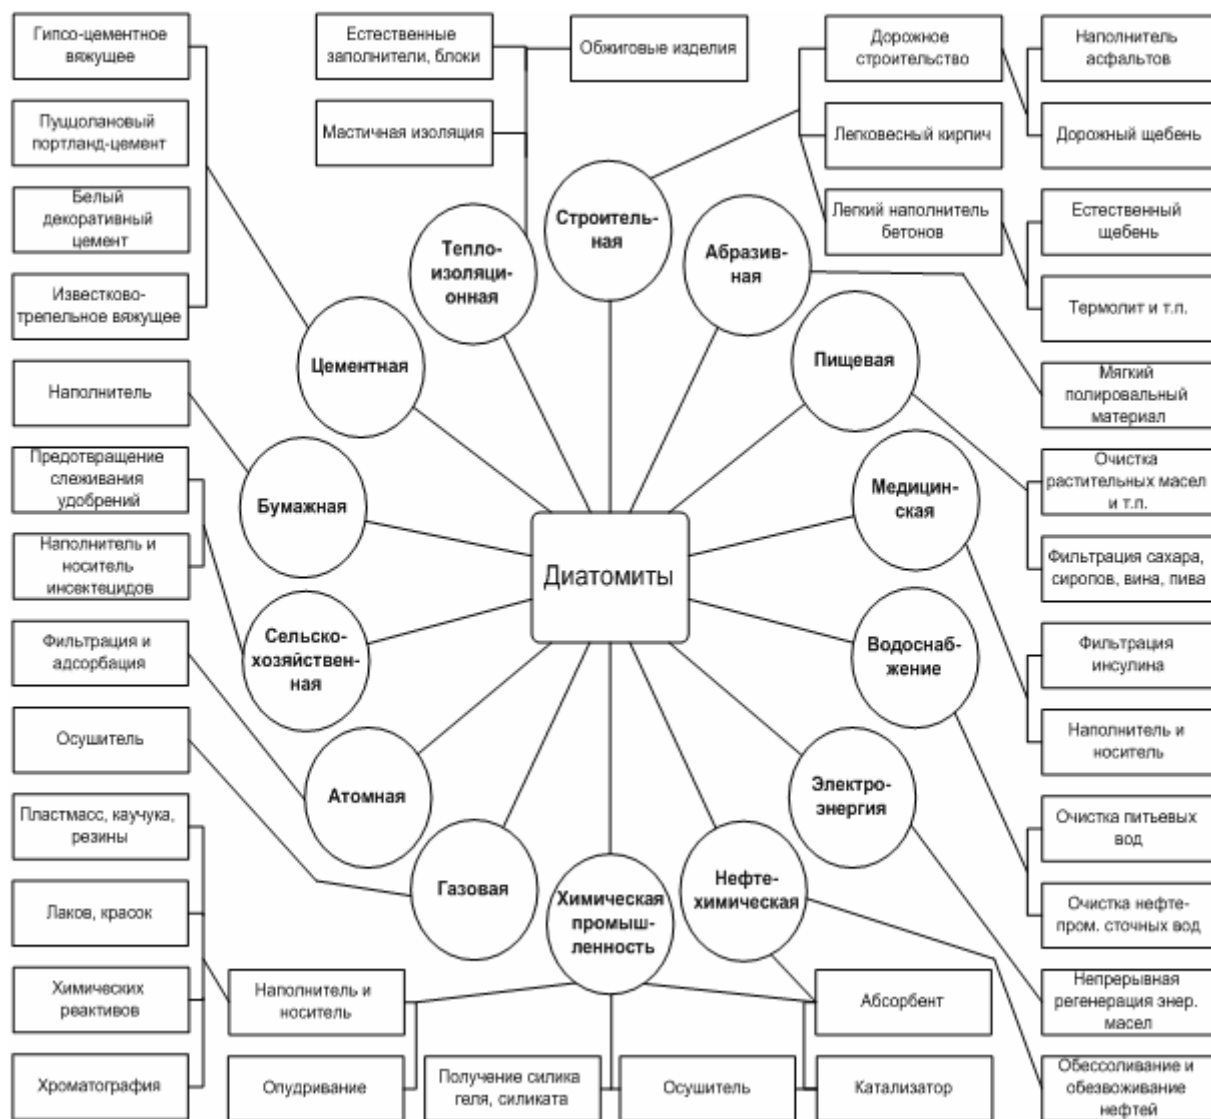 Гипсо-цементное
вяжущее
Пуццолановый
портланд-цемент
Белый
декоративный
цемент
Известково-
трепельное вяжущее
Наполнитель
Предотвращение
слеживания
удобрений
Наполнитель и
носитель
инсектецидов
Фильтрация и
адсорбация
Осушитель
Пластмасс, каучука,
резины
Лаков, красок
Химических
реактивов
Хроматография
Естественные
заполнители, блоки
Мастичная изоляция
Обжиговые изделия
Дорожное
строительство
Легковесный кирпич
Легкий наполнитель
бетонов
Наполнитель
асфальтов
Дорожный щебень
Естественный
щебень
Термолит и т.п.
Мягкий
полировальный
материал
Очистка
растительных масел
и т.п.
Фильтрация сахара,
сиропов, вина, пива
Фильтрация
инсулина
Наполнитель и
носитель
Очистка питьевых
вод
Очистка нефте-
пром. сточных вод
Непрерывная
регенерация энер.
масел
Обессоливание и
обезвоживание
нефтей
Строитель-
ная
Тепло-
изоляци-
онная
Абразив-
ная
Цементная
Пищевая
Бумажная
Медицин-
ская
Диатомиты
Сельско-
хозяйствен-
ная
Водоснаб-
жение
Атомная
Электро-
энергия
Газовая
Химическая
промыш-
ленность
Нефте-
химическая
Наполнитель и
носитель
Абсорбент
Опудривание
Получение силика
геля, силиката
Осушитель
Катализатор